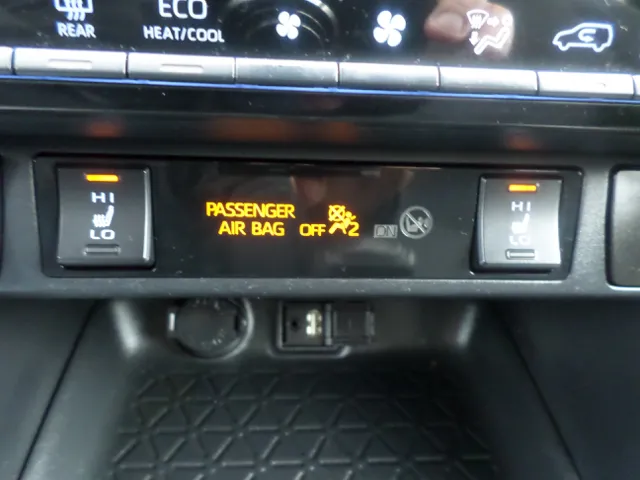 REAR
ECO
HEAT/COOL
HI
LO
PASSENGER
AIR BAG OFF 2
ON
HI
LO